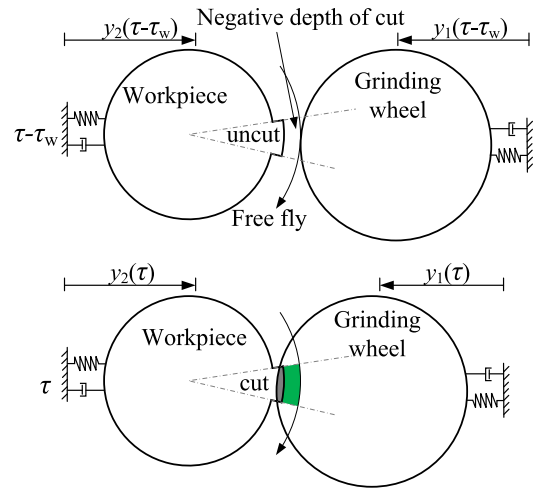 Negative depth of cut
y₂(τ-τw)
y₁(τ-τw)
Workpiece
Grinding
wheel
τ-τw
uncut
Free fly
y₂(τ)
y₁(τ)
Workpiece
Grinding
wheel
τ
cut